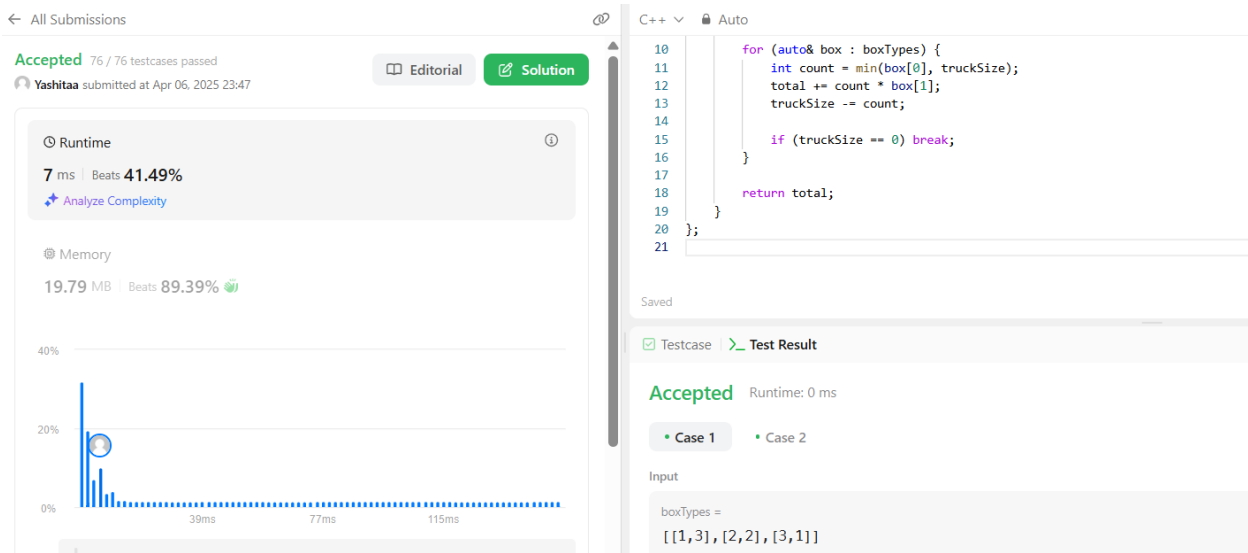 ← All Submissions
Accepted 76 / 76 testcases passed
Yashitaa submitted at Apr 06, 2025 23:47
Editorial
Solution
Runtime
7 ms Beats 41.49%
Analyze Complexity
Memory
19.79 MB Beats 89.39%
40%
20%
0%
39ms 77ms 115ms
C++ Auto
10 for (auto& box : boxTypes) {
11 int count = min(box[0], truckSize);
12 total += count * box[1];
13 truckSize -= count;
14
15 if (truckSize == 0) break;
16 }
17
18 return total;
19 }
20 };
21
Saved
Testcase >_ Test Result
Accepted Runtime: 0 ms
• Case 1 • Case 2
Input
boxTypes =
[[1,3],[2,2],[3,1]]